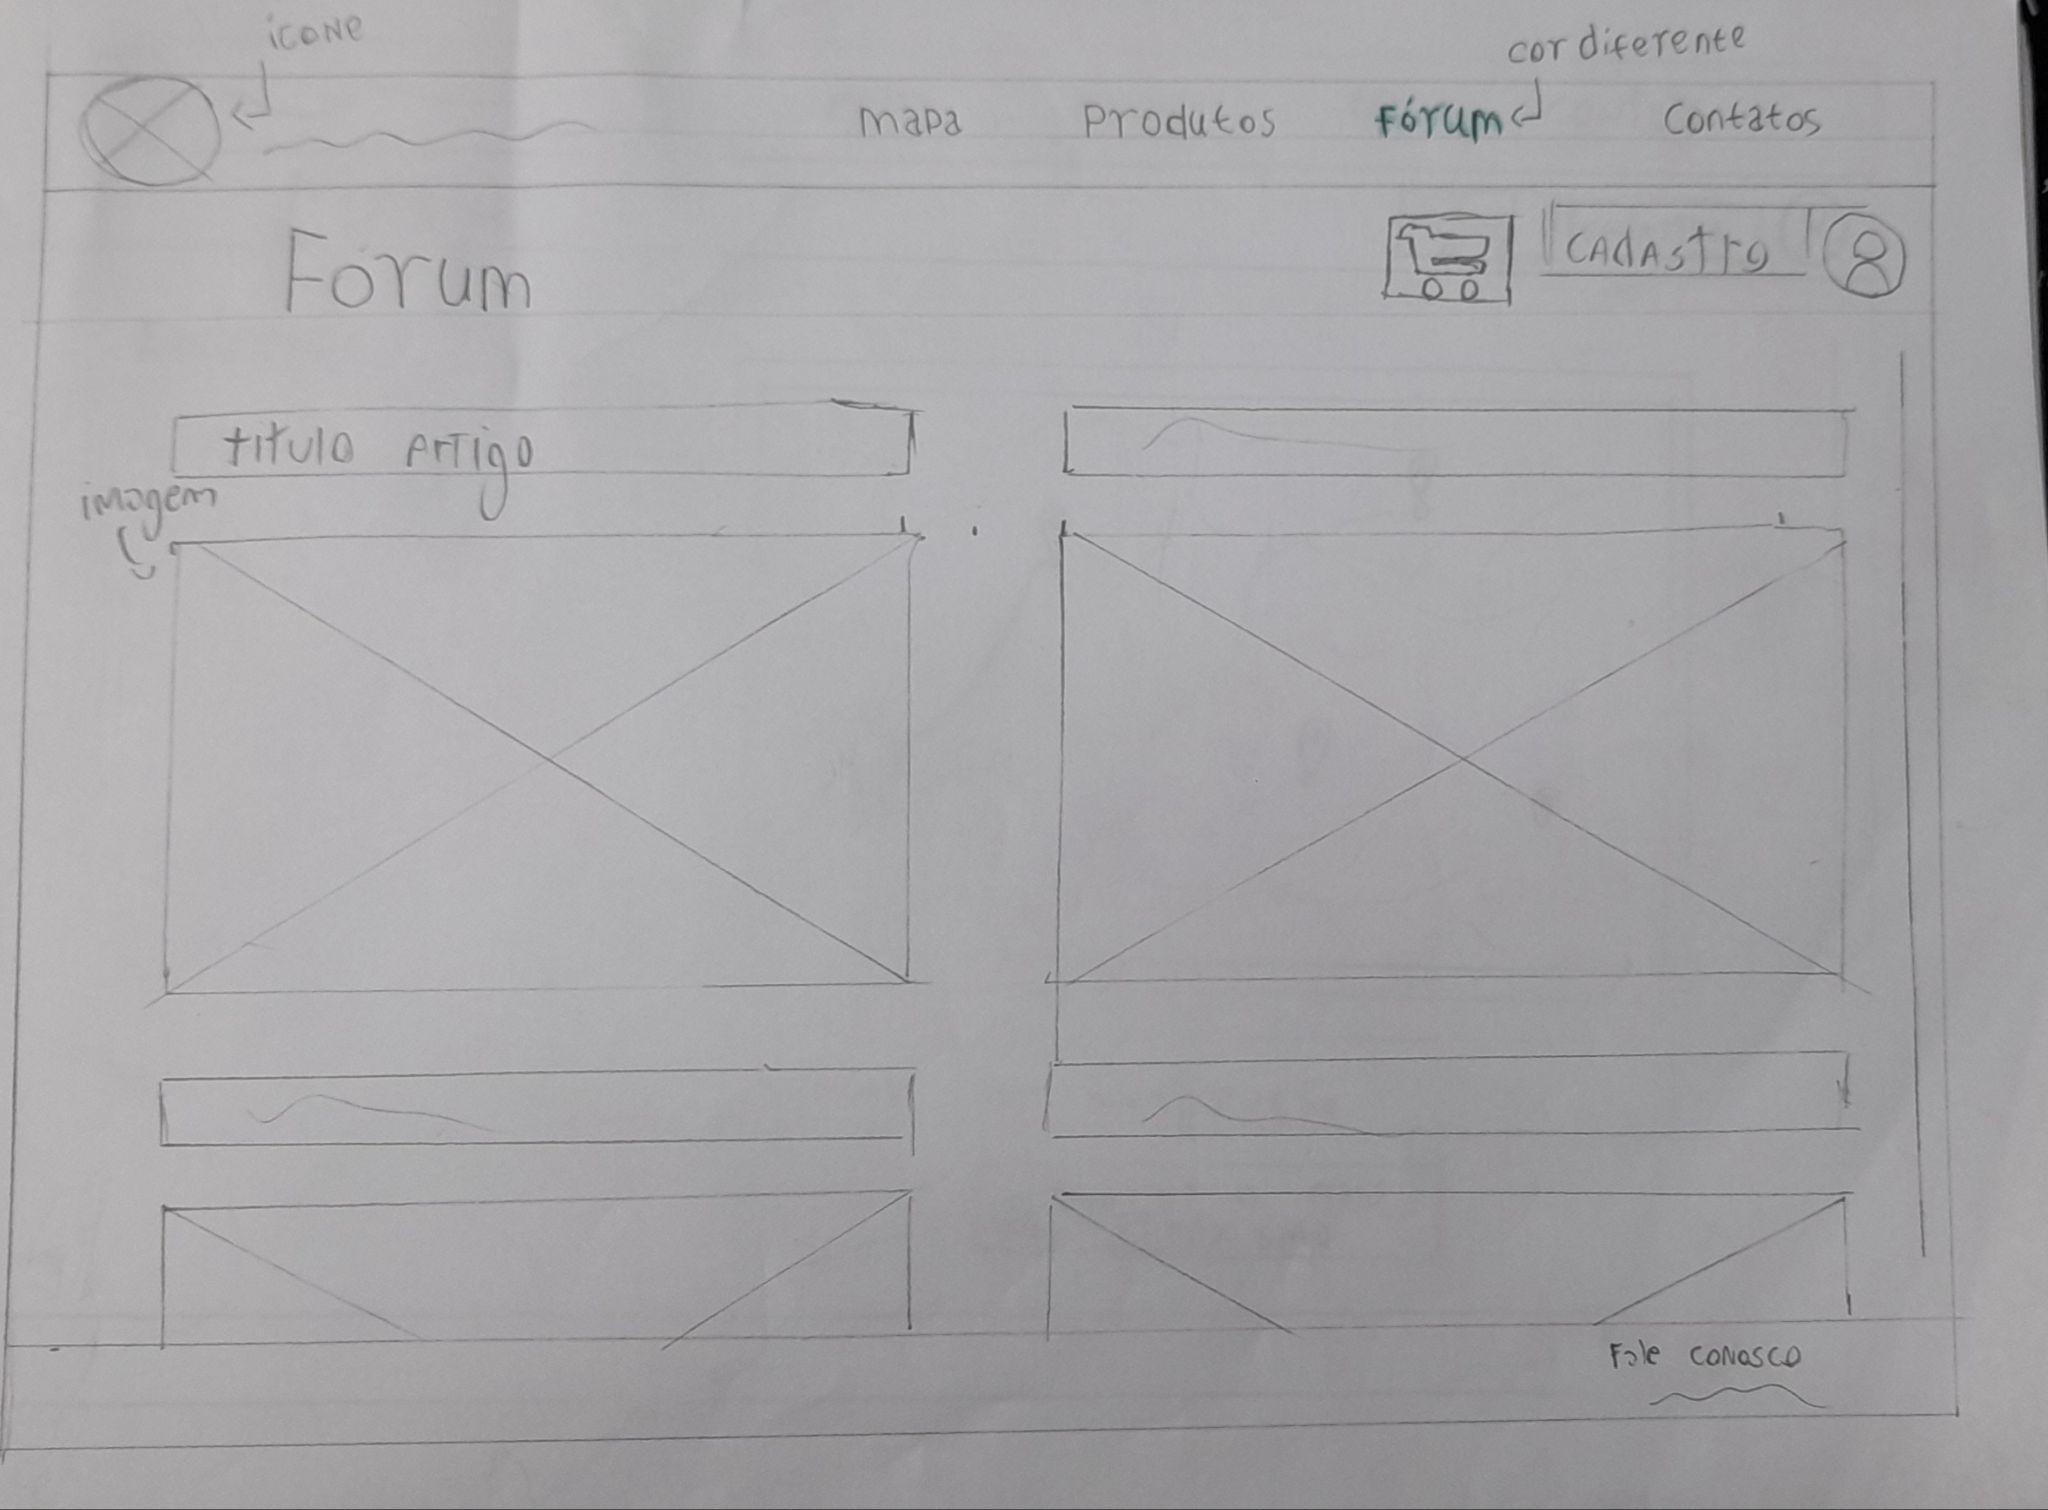 icone
cor diferente
mapa Produtos Fórum Contatos
Fórum
CAdAstro
titulo Artigo
imagem
Fale conosco